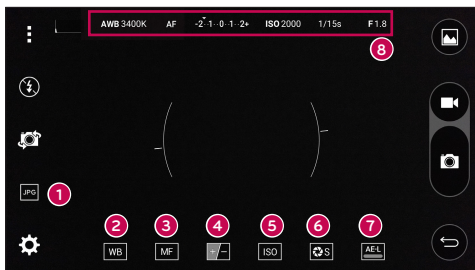 AWB 3400K AF -2··1··0··1··2+ ISO 2000 1/15s F1.8
8
JPG 1
2 3 4 5 6 7
WB MF +/- ISO S AE-L